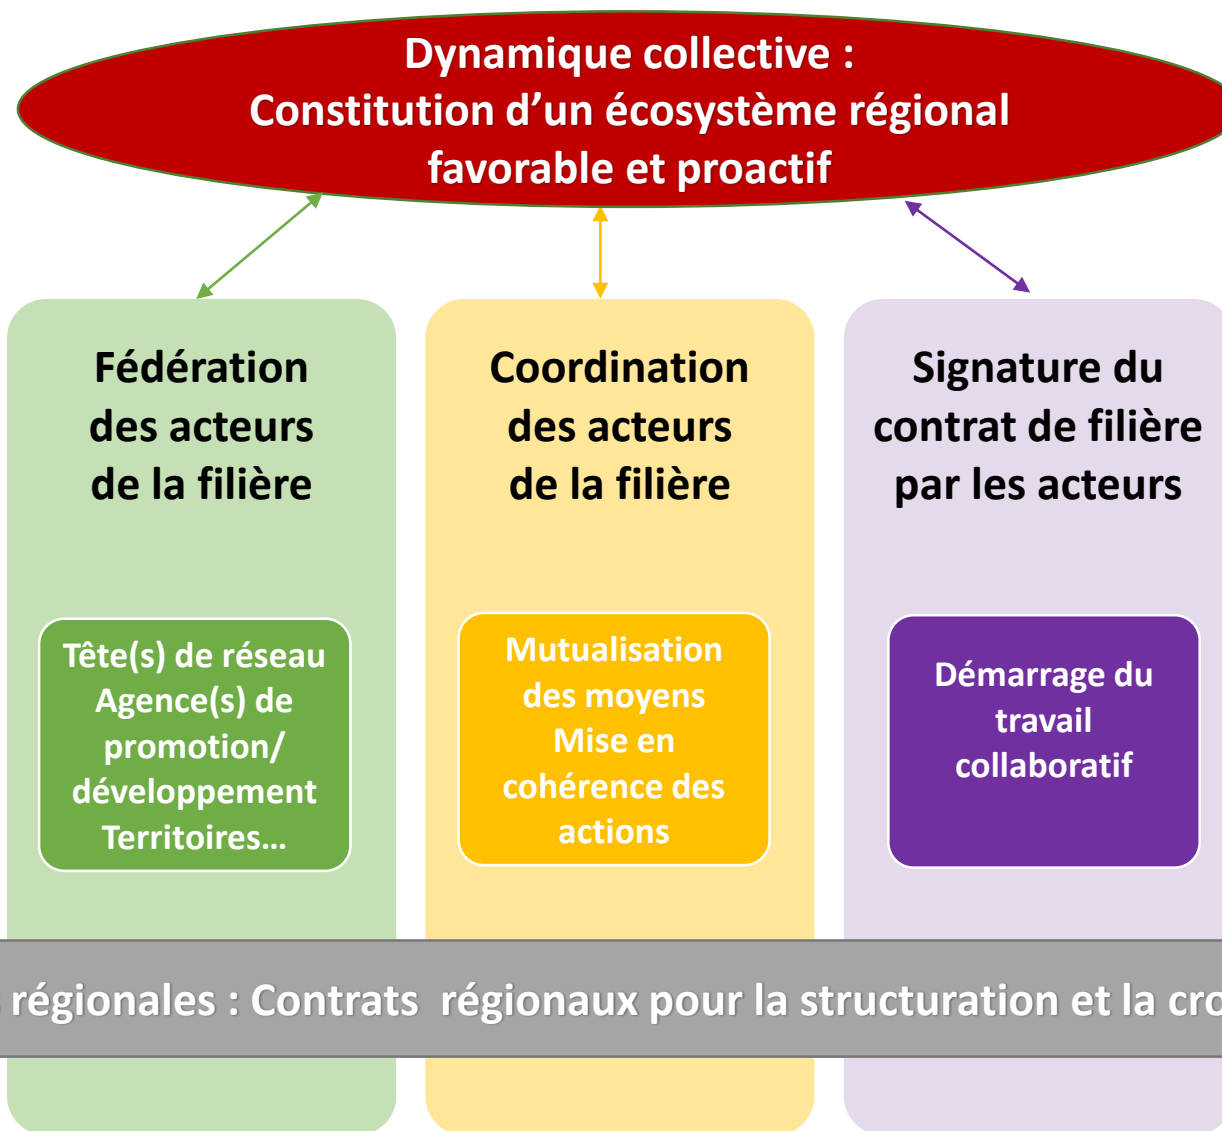 Dynamique collective :
Constitution d’un écosystème régional
favorable et proactif
Fédération
des acteurs
de la filière
Tête(s) de réseau
Agence(s) de
promotion/
développement
Territoires…
Coordination
des acteurs
de la filière
Mutualisation
des moyens
Mise en
cohérence des
actions
Signature du
contrat de filière
par les acteurs
Démarrage du
travail
collaboratif
régionales : Contrats régionaux pour la structuration et la